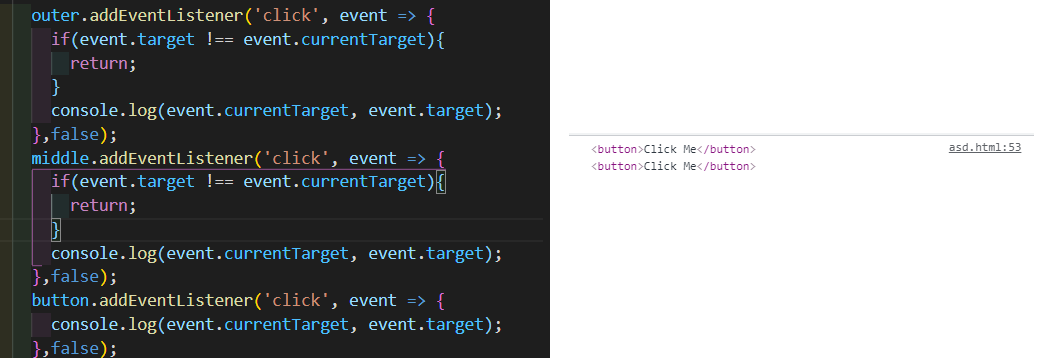 outer.addEventListener('click', event => {
if(event.target !== event.currentTarget){
return;
}
console.log(event.currentTarget, event.target);
},false);
middle.addEventListener('click', event => {
if(event.target !== event.currentTarget){
return;
}
console.log(event.currentTarget, event.target);
},false);
button.addEventListener('click', event => {
console.log(event.currentTarget, event.target);
},false);
<button>Click Me</button> asd.html:53
<button>Click Me</button>